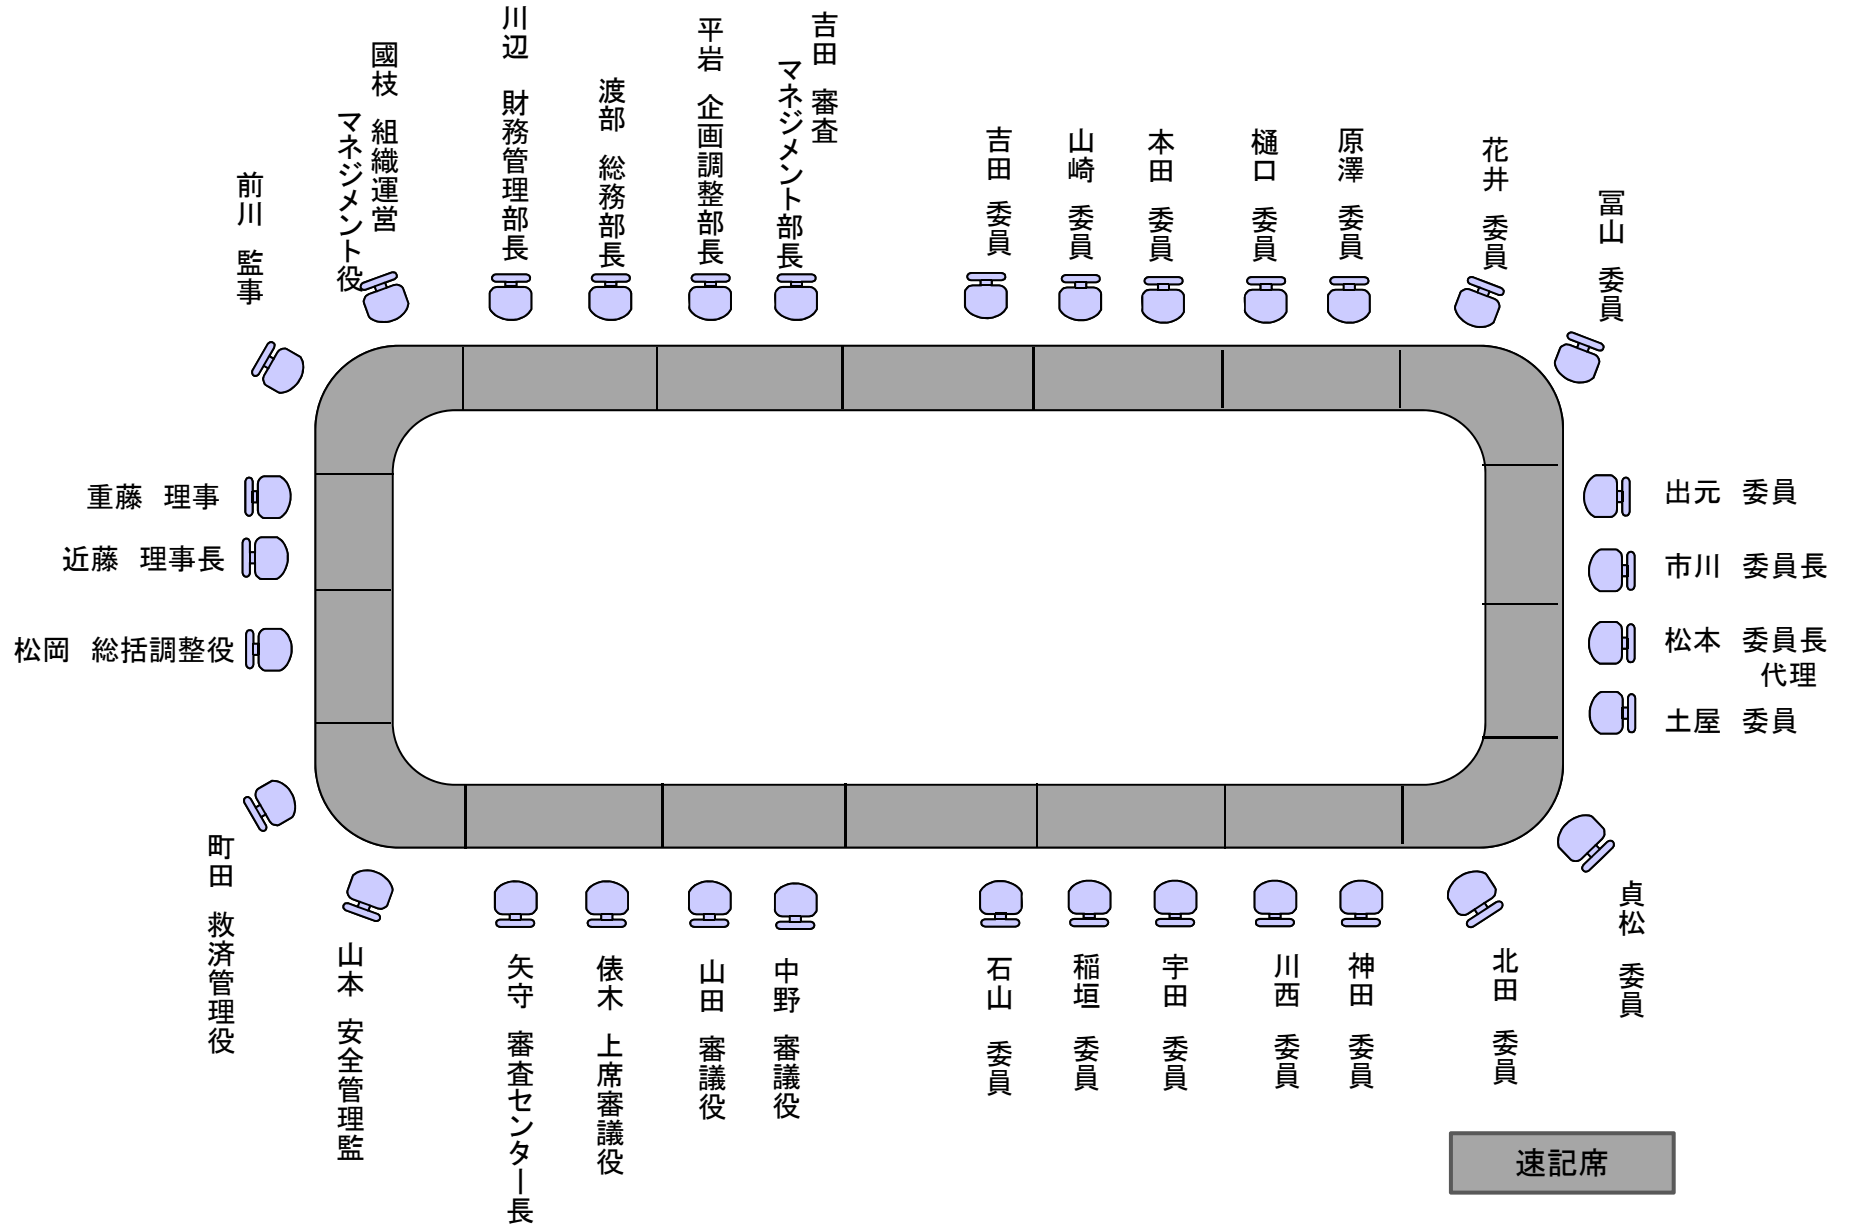 前川 監事
國枝 組織運営
マネジメント役
川辺 財務管理部長
渡部 総務部長
平岩 企画調整部長
吉田 審査
マネジメント部長
吉田 委員
山崎 委員
本田 委員
樋口 委員
原澤 委員
花井 委員
冨山 委員
重藤 理事
近藤 理事長
松岡 総括調整役
出元 委員
市川 委員長
松本 委員長
代理
土屋 委員
町田 救済管理役
山本 安全管理監
矢守 審査センター長
俵木 上席審議役
山田 審議役
中野 審議役
石山 委員
稲垣 委員
宇田 委員
川西 委員
神田 委員
北田 委員
貞松 委員
速記席